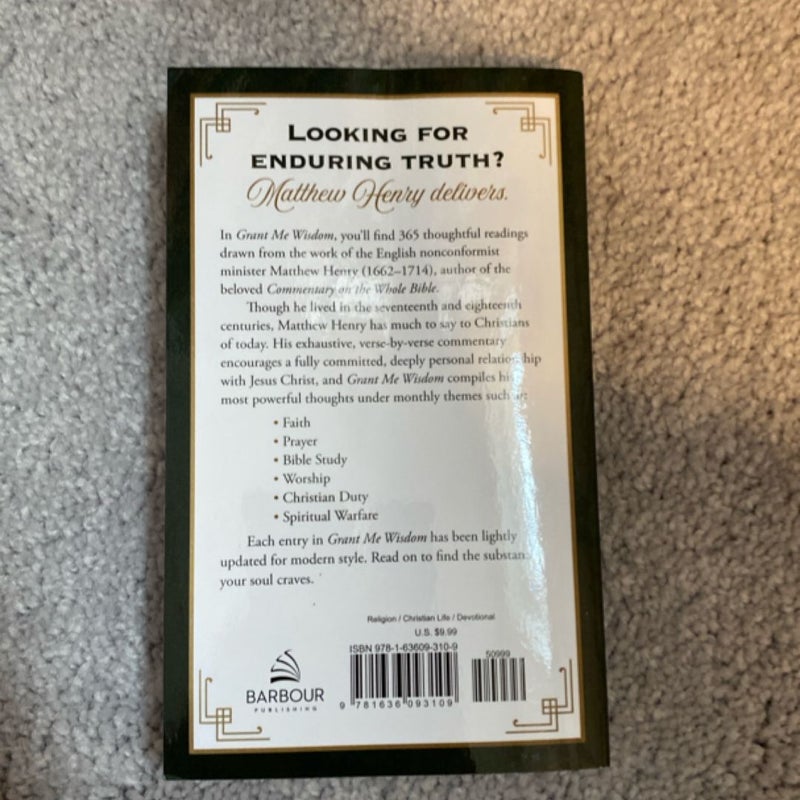 LOOKING FOR
ENDURING TRUTH?
Matthew Henry delivers.
In Grant Me Wisdom, you'll find 365 thoughtful readings
drawn from the work of the English nonconformist
minister Matthew Henry (1662–1714), author of the
beloved Commentary on the Whole Bible.
Though he lived in the seventeenth and eighteenth
centuries, Matthew Henry has much to say to Christians
of today. His exhaustive, verse-by-verse commentary
encourages a fully committed, deeply personal relationship
with Jesus Christ, and Grant Me Wisdom compiles his
most powerful thoughts under monthly themes such as:
• Faith
• Prayer
• Bible Study
• Worship
• Christian Duty
• Spiritual Warfare
Each entry in Grant Me Wisdom has been lightly
updated for modern style. Read on to find the
your soul craves.
Religion / Christian Life / Devotional
U.S. $9.99
ISBN 978-1-63609-310-9
50999
BARBOUR
PUBLISHING
9 781636 093109